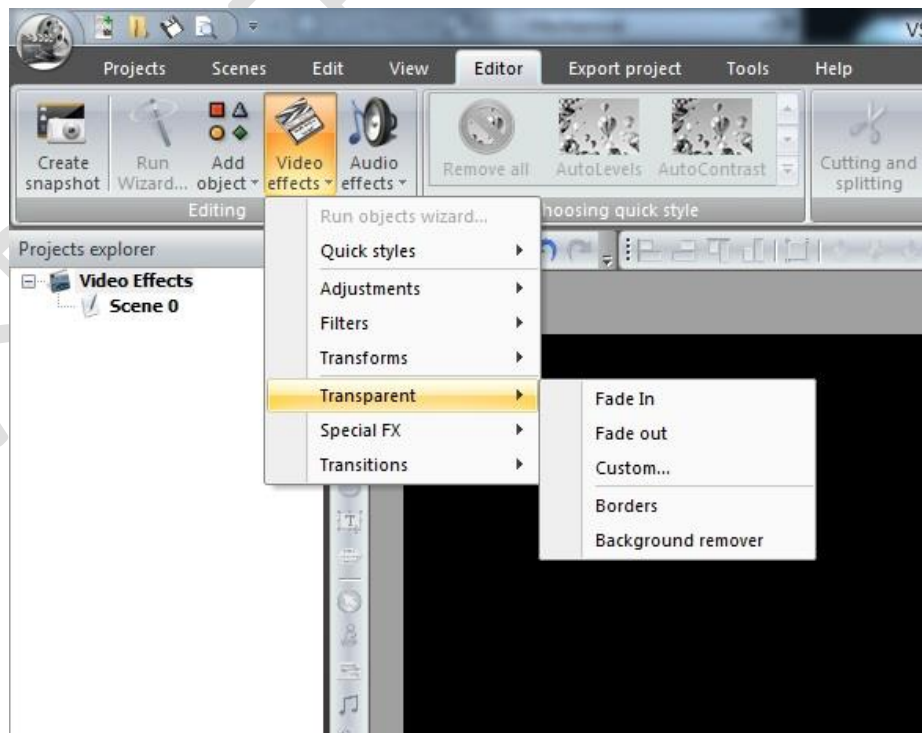 VS
Projects Scenes Edit View Editor Export project Tools Help
Create snapshot
Run Wizard...
Add object
Video effects
Audio effects
Remove all
AutoLevels
AutoContrast
Cutting and splitting
Editing
hoosing quick style
Projects explorer
Video Effects
Scene 0
Run objects wizard...
Quick styles
Adjustments
Filters
Transforms
Transparent
Special FX
Transitions
Fade In
Fade out
Custom...
Borders
Background remover
T